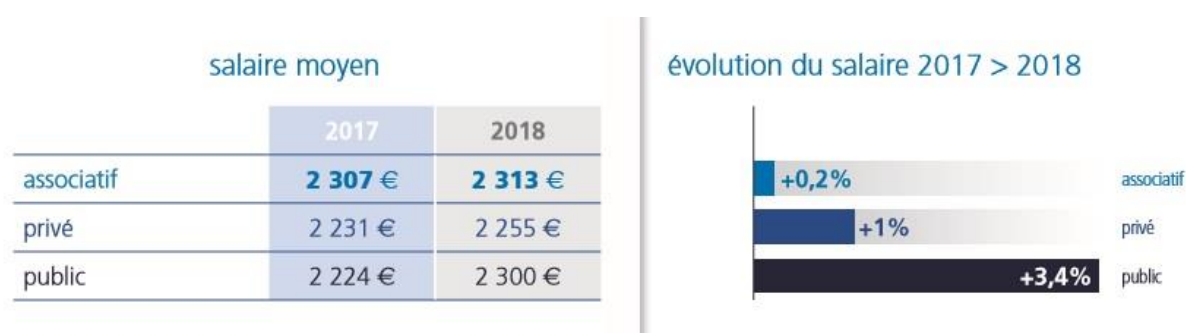 salaire moyen
2017 2018
associatif 2 307 € 2 313 €
privé 2 231 € 2 255 €
public 2 224 € 2 300 €
évolution du salaire 2017 > 2018
+0,2% associatif
+1% privé
+3,4% public